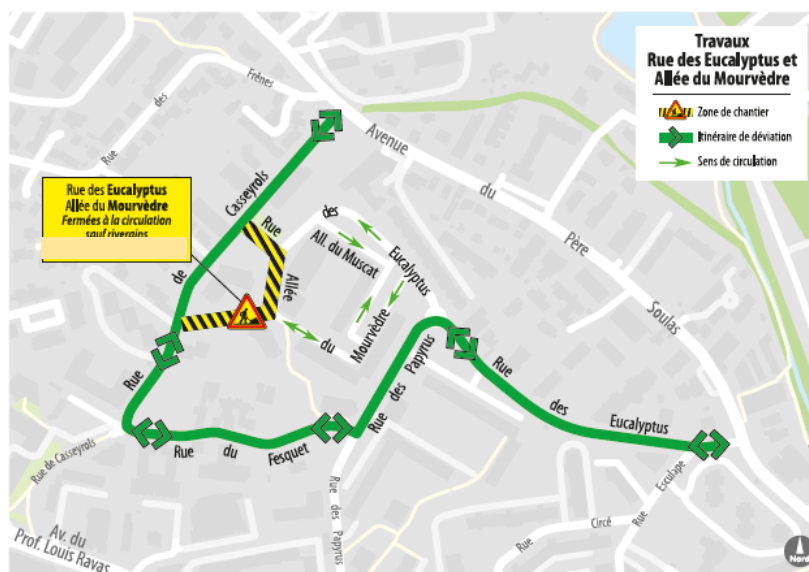 Travaux
Rue des Eucalyptus et
Allée du Mourvèdre
Zone de chantier
Itinéraire de déviation
Sens de circulation
Rue des Frênes
Avenue du Père Soulas
Rue des Eucalyptus
Allée du Mourvèdre
Fermées à la circulation
sauf riverains
Rue de Casseyrols
Rue des Eucalyptus
All. du Muscat
Allée du Mourvèdre
Rue des Papyrus
Rue des Eucalyptus
Rue du Fesquet
Rue de Casseyrols
Rue des Papyrus
Rue Esculape
Rue Circé
Av. du
Prof. Louis Ravas
Nord